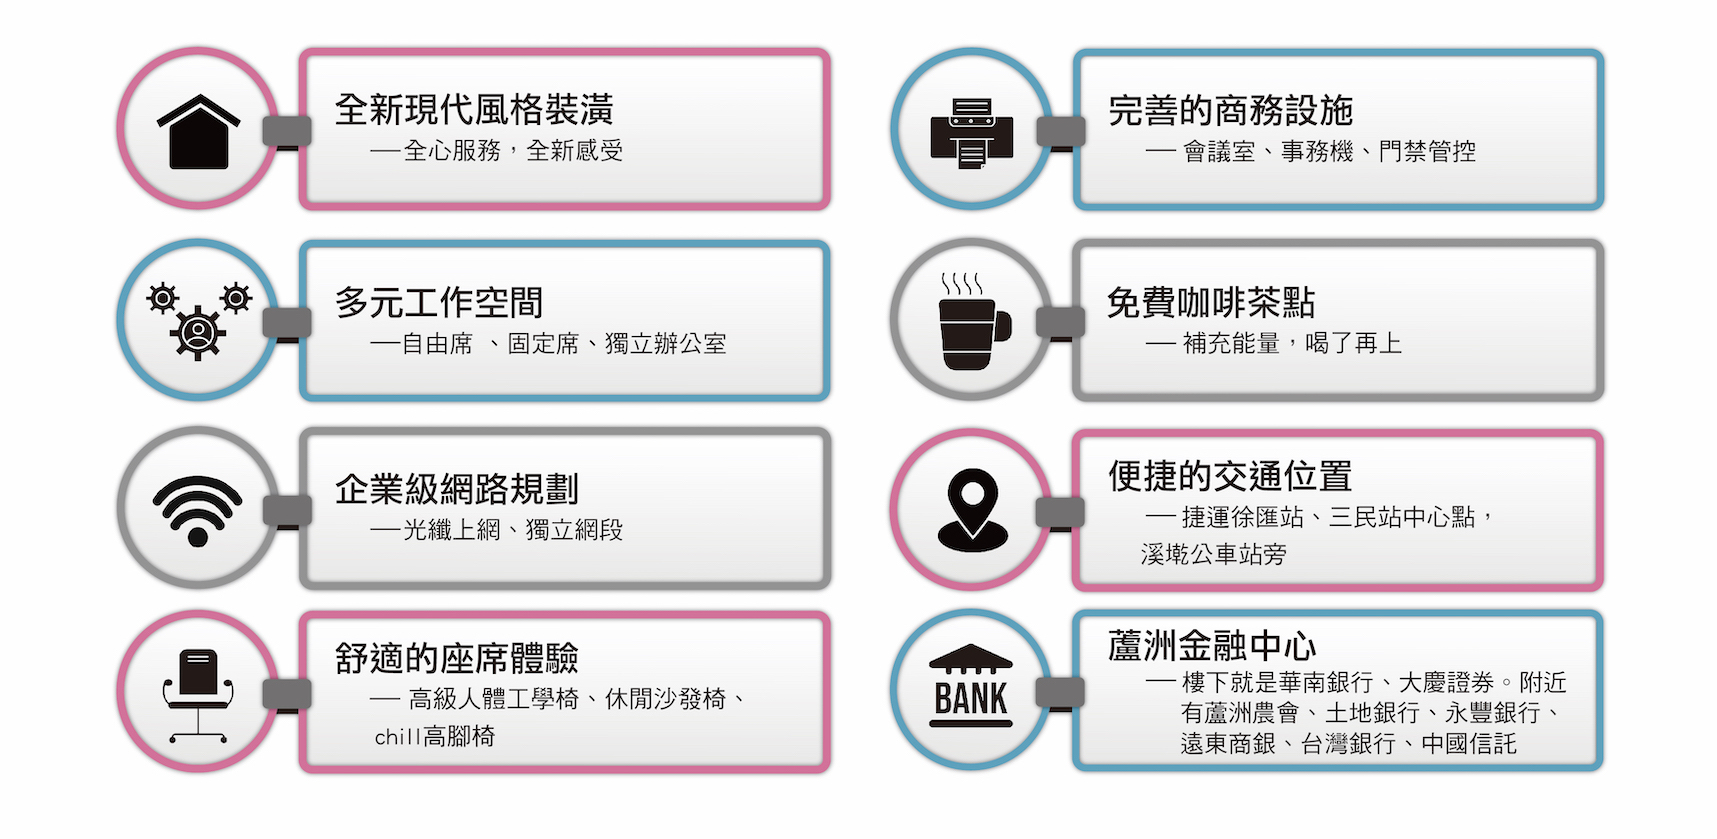 全新現代風格裝潢
—全心服務，全新感受
多元工作空間
—自由席 、固定席、獨立辦公室
企業級網路規劃
—光纖上網、獨立網段
舒適的座席體驗
— 高級人體工學椅、休閒沙發椅、
chill高腳椅
完善的商務設施
— 會議室、事務機、門禁管控
免費咖啡茶點
— 補充能量，喝了再上
便捷的交通位置
— 捷運徐匯站、三民站中心點，
溪墘公車站旁
BANK
蘆洲金融中心
— 樓下就是華南銀行、大慶證券。附近
有蘆洲農會、土地銀行、永豐銀行、
遠東商銀、台灣銀行、中國信託